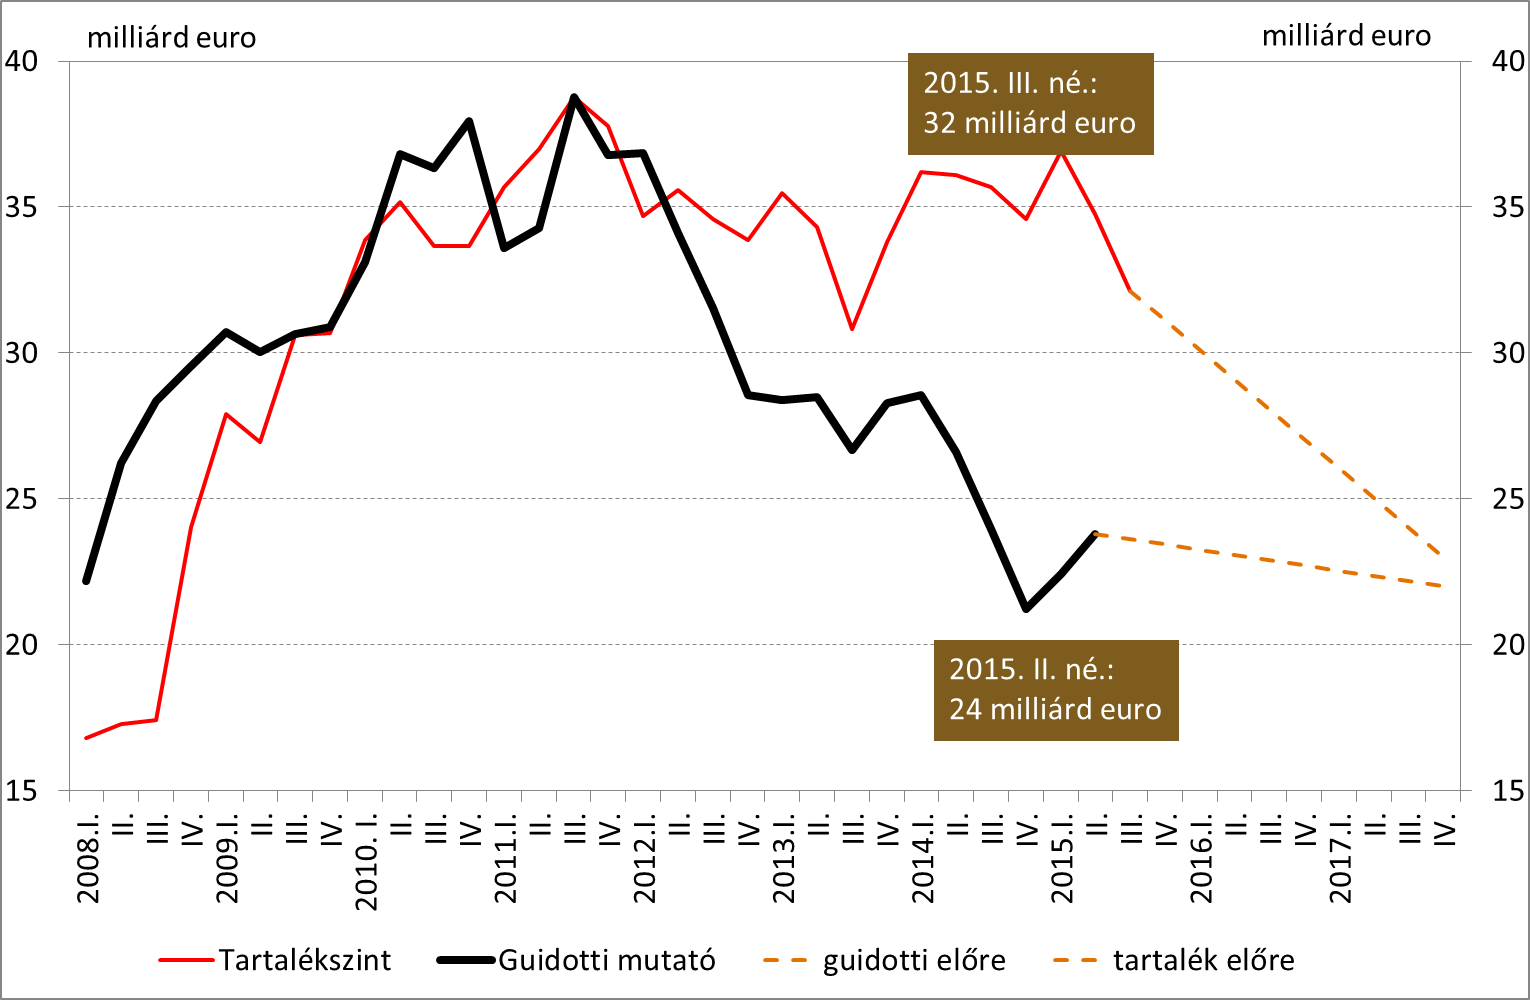 milliárd euro
milliárd euro
40
35
30
25
20
15
40
35
30
25
20
15
2015. III. né.:
32 milliárd euro
2015. II. né.:
24 milliárd euro
2008.I.
II.
III.
IV.
2009.I.
II.
III.
IV.
2010. I.
II.
III.
IV.
2011.I.
II.
III.
IV.
2012.I.
II.
III.
IV.
2013.I.
II.
III.
IV.
2014.I.
II.
III.
IV.
2015.I.
II.
III.
IV.
2016.I.
II.
III.
IV.
2017.I.
II.
III.
IV.
Tartalékszint
Guidotti mutató
guidotti előre
tartalék előre